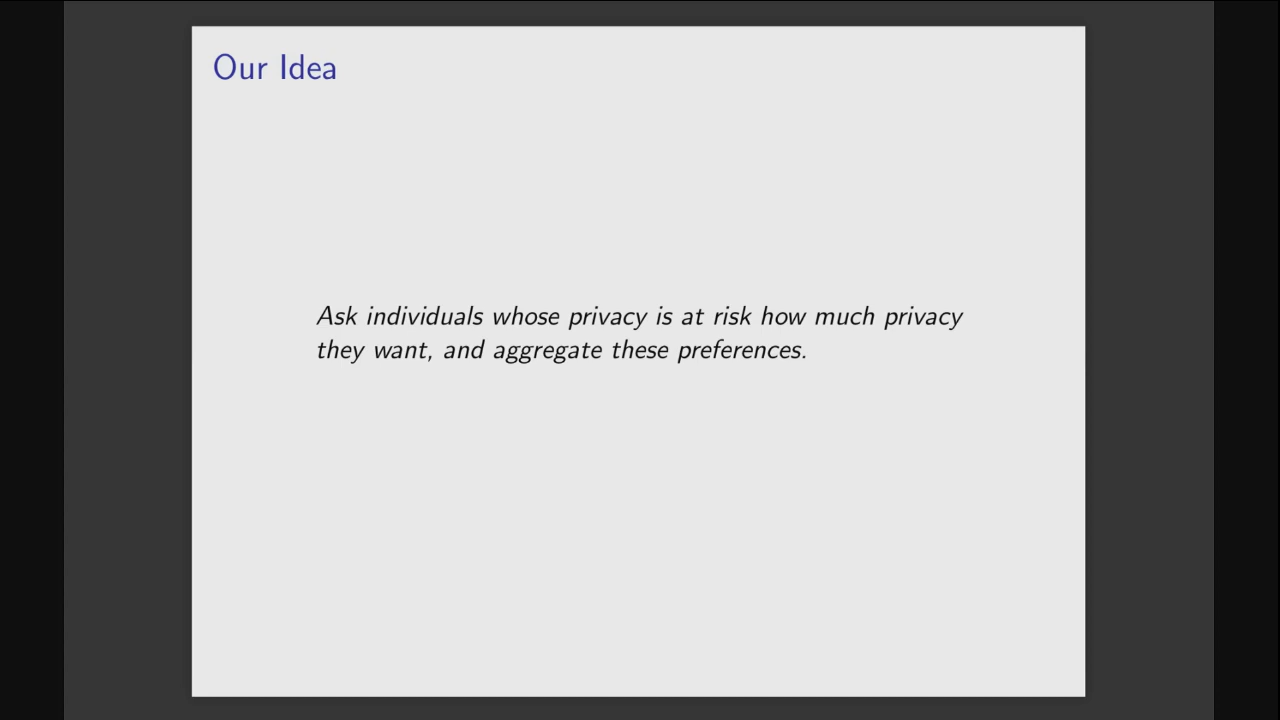 Our Idea
Ask individuals whose privacy is at risk how much privacy
they want, and aggregate these preferences.